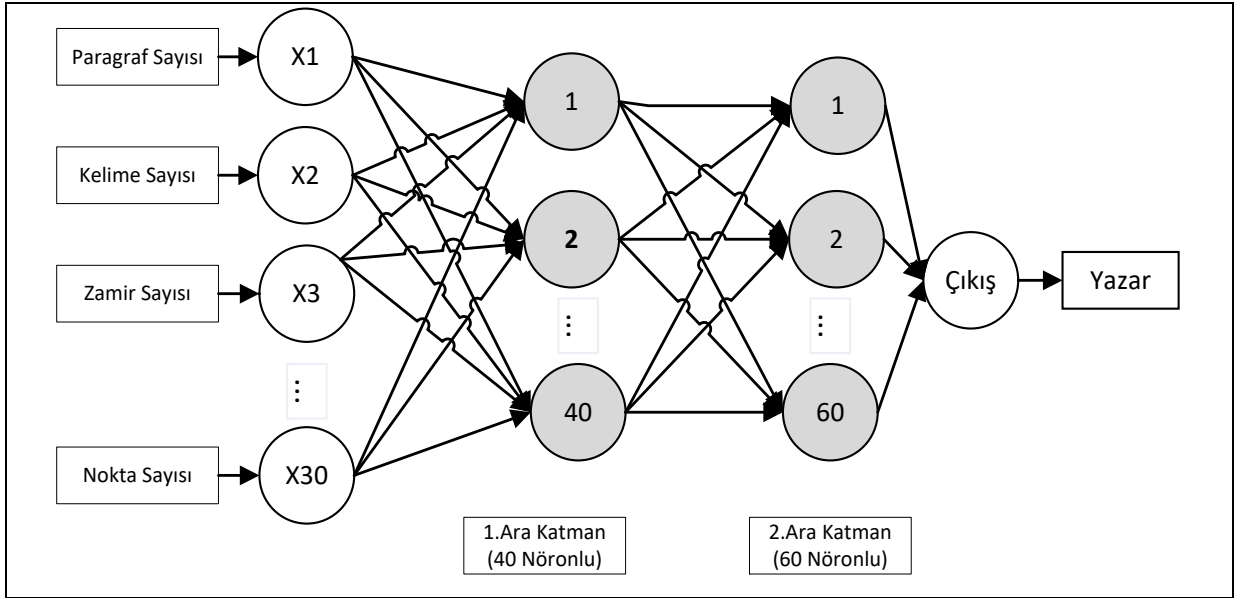 Paragraf Sayısı
X1
Kelime Sayısı
X2
Zamir Sayısı
X3
⋮
Nokta Sayısı
X30
1
2
⋮
40
1
2
⋮
60
Çıkış
Yazar
1.Ara Katman
(40 Nöronlu)
2.Ara Katman
(60 Nöronlu)